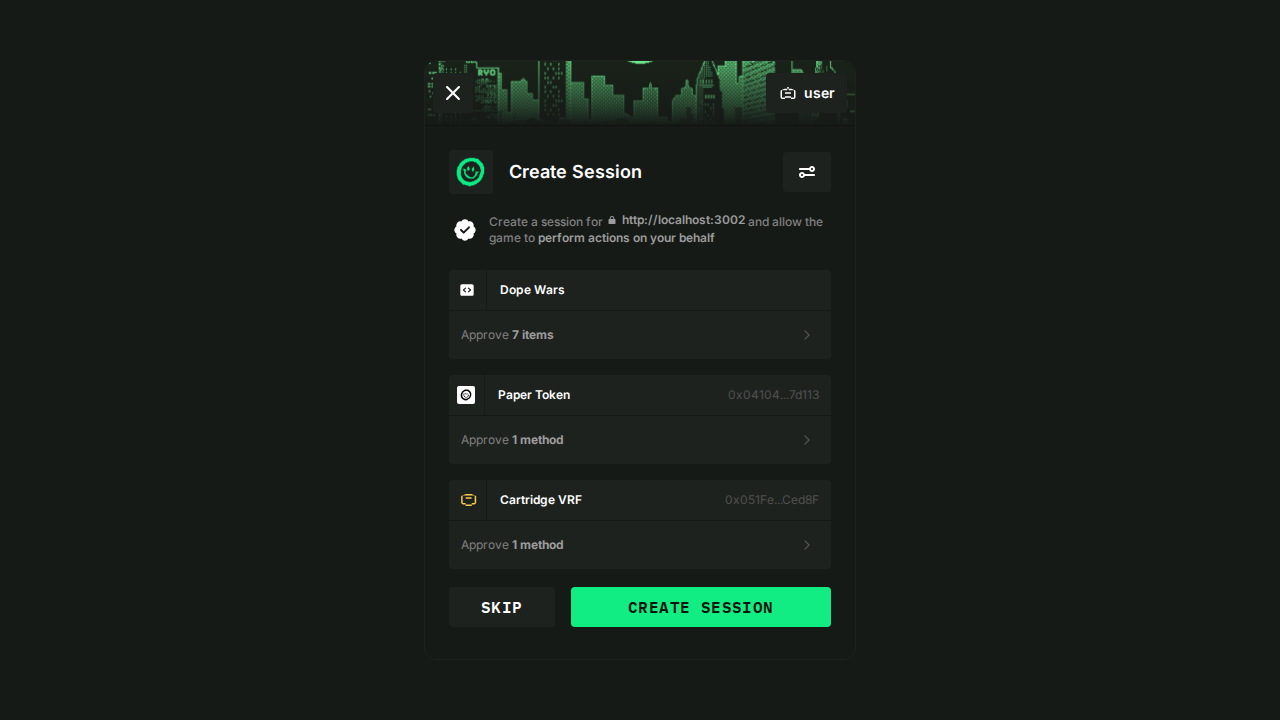 RYO
user
Create Session
Create a session for http://localhost:3002 and allow the
game to perform actions on your behalf
Dope Wars
Approve 7 items
Paper Token 0x04104...7d113
Approve 1 method
Cartridge VRF 0x051Fe...Ced8F
Approve 1 method
SKIP CREATE SESSION